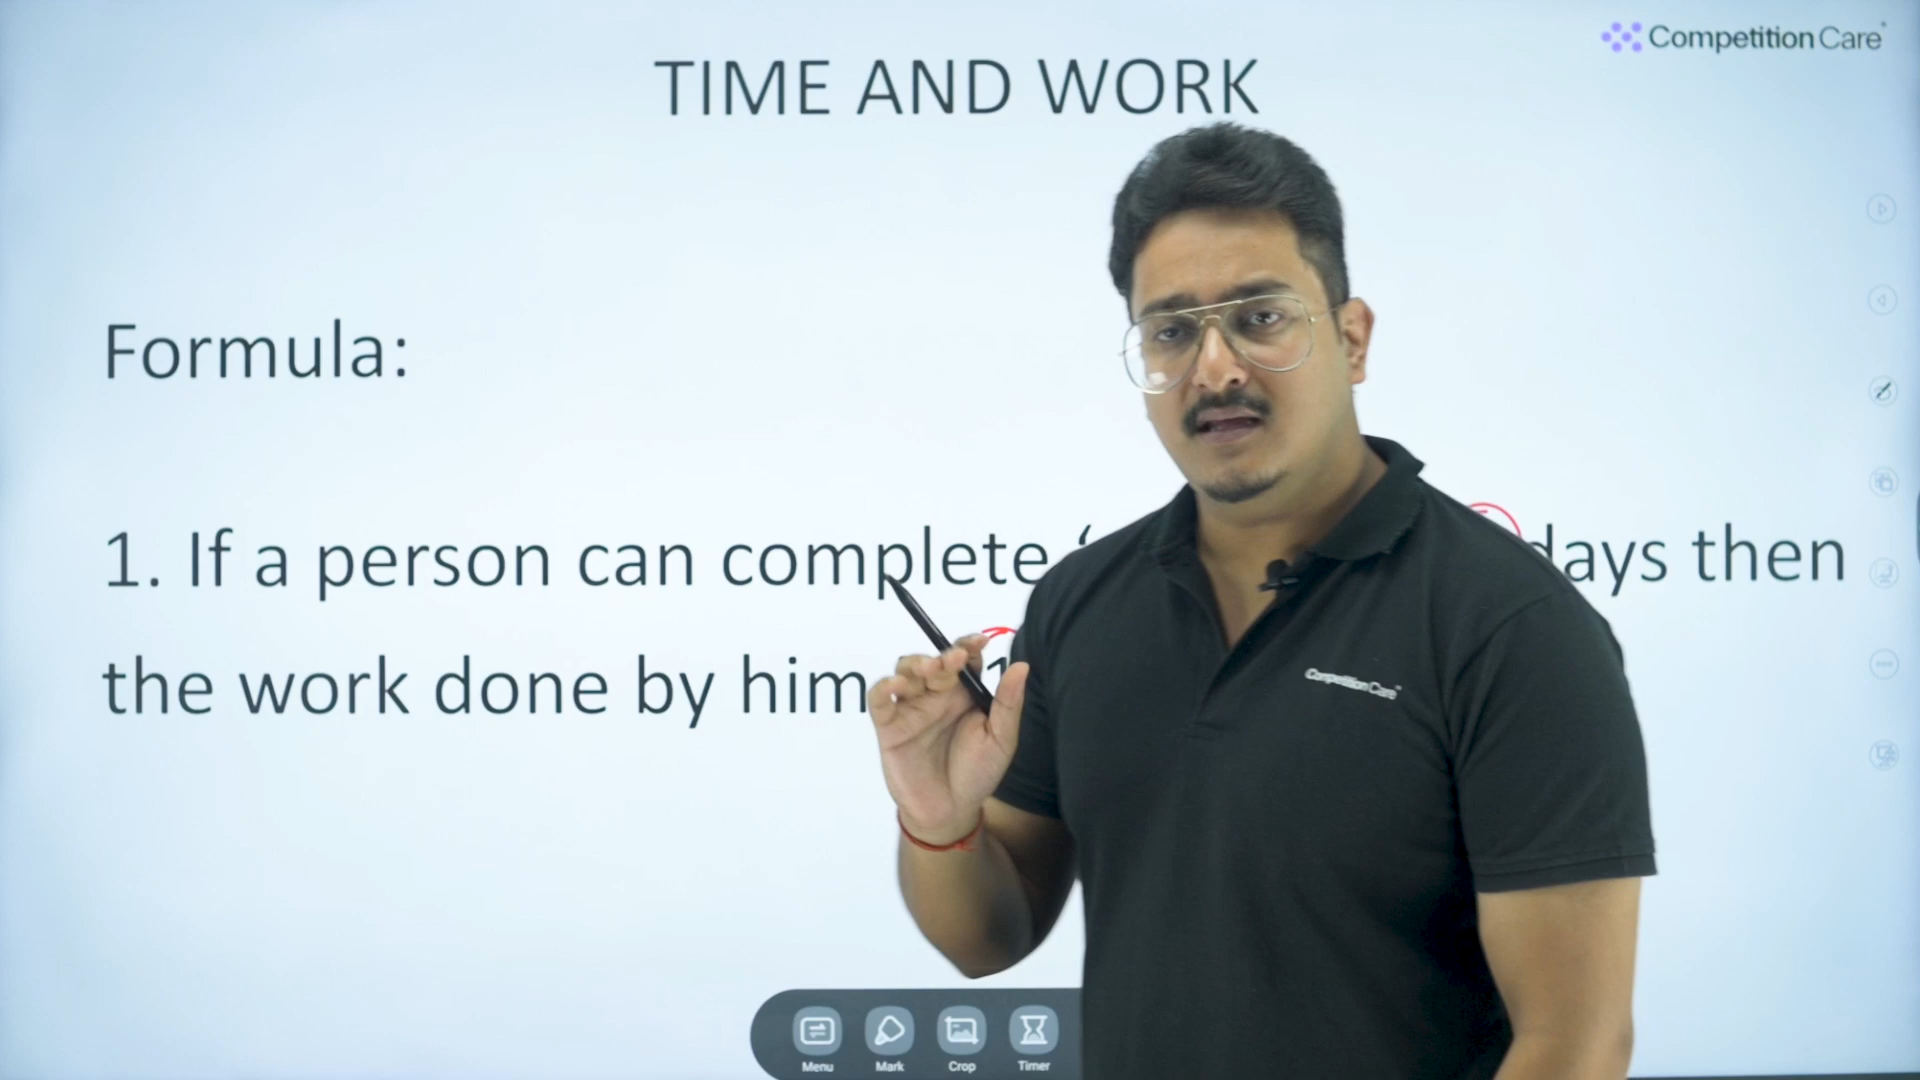 Competition Care
TIME AND WORK
Formula:
1. If a person can complete ‘ days then
the work done by him 1
Competition Care
Menu Mark Crop Timer